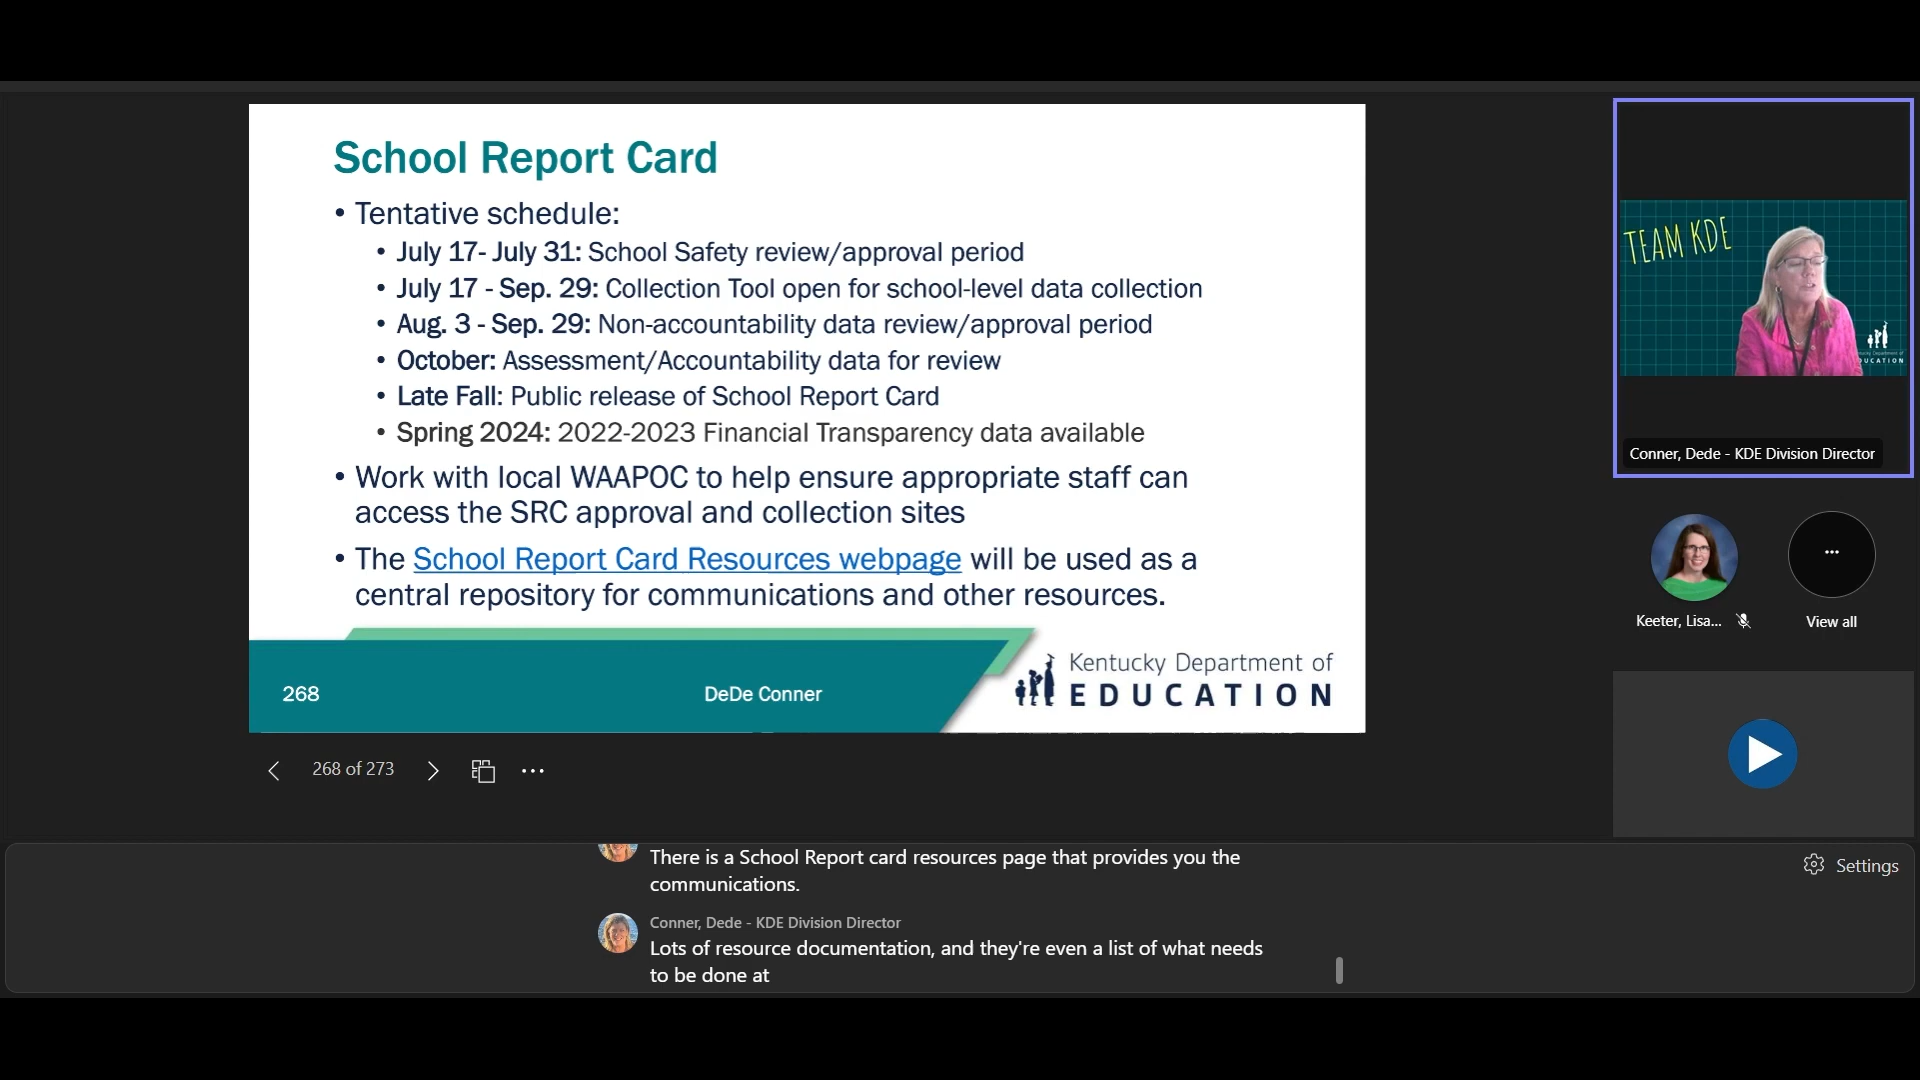 School Report Card
• Tentative schedule:
• July 17- July 31: School Safety review/approval period
• July 17 - Sep. 29: Collection Tool open for school-level data collection
• Aug. 3 - Sep. 29: Non-accountability data review/approval period
• October: Assessment/Accountability data for review
• Late Fall: Public release of School Report Card
• Spring 2024: 2022-2023 Financial Transparency data available
• Work with local WAAPOC to help ensure appropriate staff can
access the SRC approval and collection sites
• The School Report Card Resources webpage will be used as a
central repository for communications and other resources.
268
DeDe Conner
Kentucky Department of
EDUCATION
268 of 273
TEAM KDE
UCATION
Conner, Dede - KDE Division Director
Keeter, Lisa...
View all
There is a School Report card resources page that provides you the
communications.
Conner, Dede - KDE Division Director
Lots of resource documentation, and they're even a list of what needs
to be done at
Settings